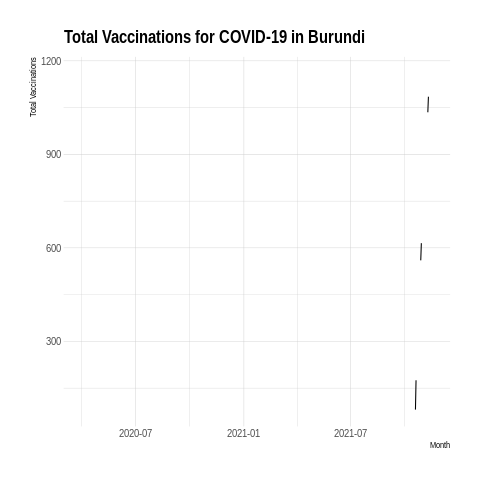 Total Vaccinations for COVID-19 in Burundi
Total Vaccinations
1200
900
600
300
2020-07 2021-01 2021-07
Month